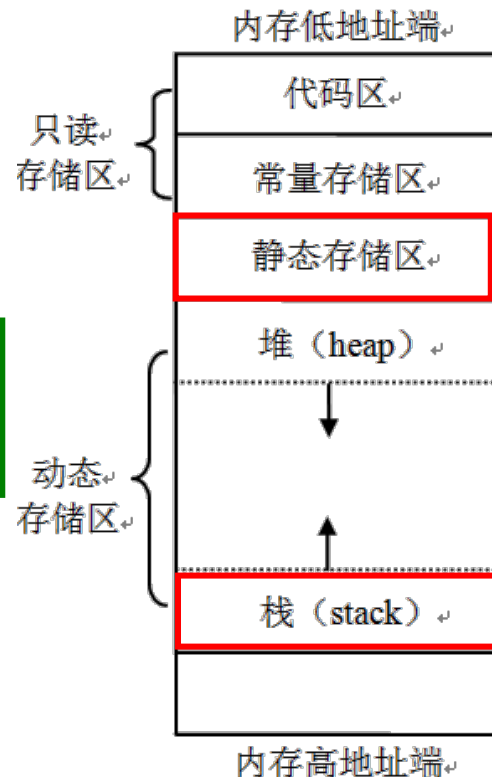 内存低地址端
代码区
只读
存储区
常量存储区
静态存储区
堆（heap）
动态
存储区
栈（stack）
内存高地址端